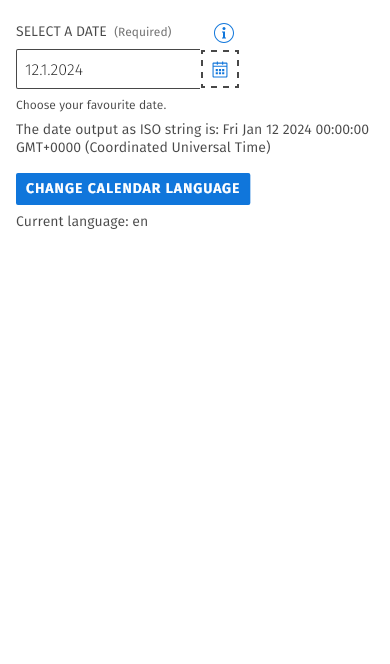 SELECT A DATE (Required)
12.1.2024
Choose your favourite date.
The date output as ISO string is: Fri Jan 12 2024 00:00:00
GMT+0000 (Coordinated Universal Time)
CHANGE CALENDAR LANGUAGE
Current language: en